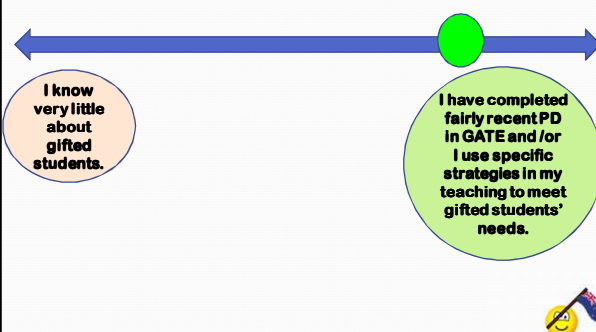 I know
very little
about
gifted
students.
I have completed
fairly recent PD
in GATE and /or
I use specific
strategies in my
teaching to meet
gifted students’
needs.